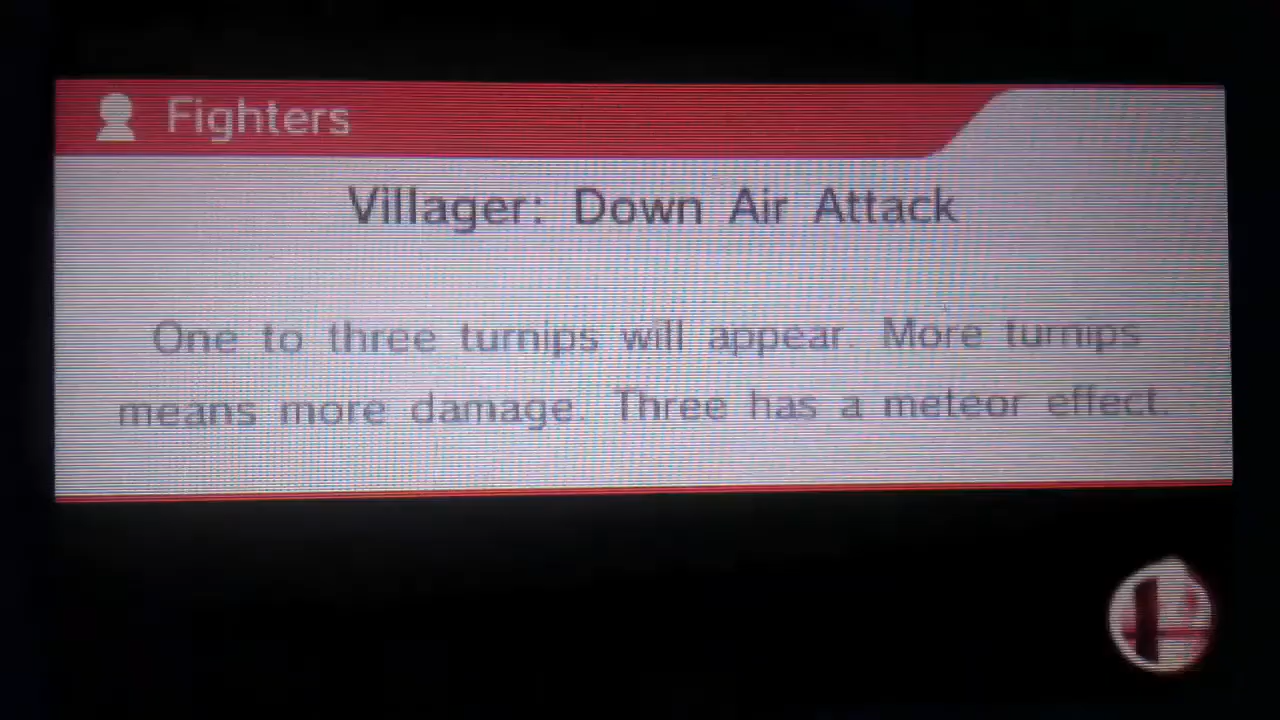 Fighters
Villager: Down Air Attack
One to three turnips will appear. More turnips
means more damage. Three has a meteor effect.